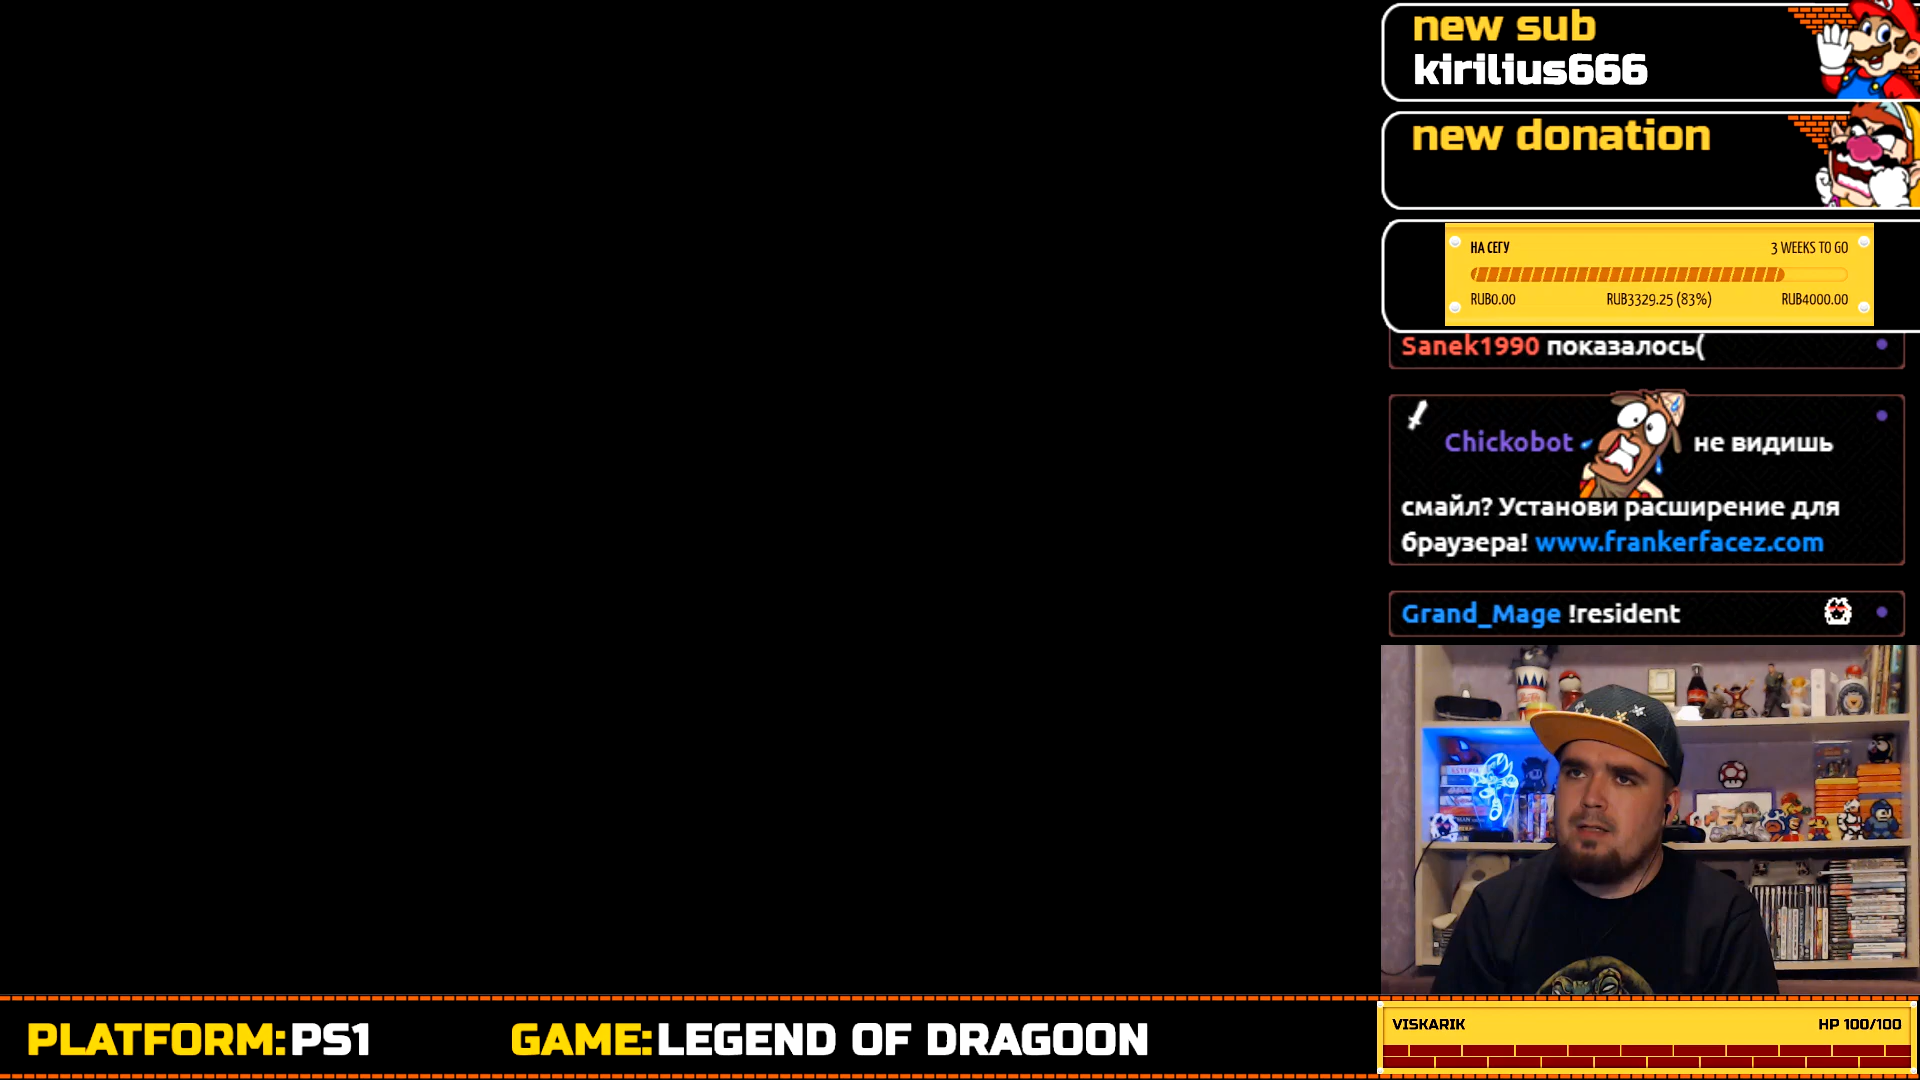 new sub
kirilius666
new donation
НА СЕГУ
3 WEEKS TO GO
RUB0.00
RUB3329.25 (83%)
RUB4000.00
Sanek1990 показалось(
Chickobot не видишь
смайл? Установи расширение для
браузера! www.frankerfacez.com
Grand_Mage !resident
PLATFORM:PS1
GAME:LEGEND OF DRAGOON
VISKARIK
HP 100/100